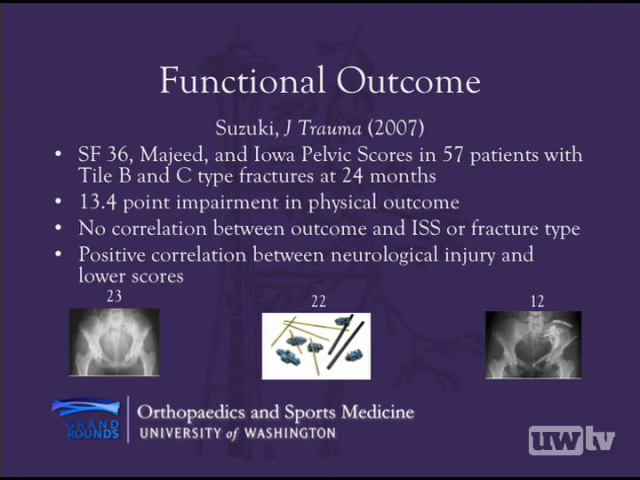 Functional Outcome
Suzuki, J Trauma (2007)
• SF 36, Majeed, and Iowa Pelvic Scores in 57 patients with
Tile B and C type fractures at 24 months
• 13.4 point impairment in physical outcome
• No correlation between outcome and ISS or fracture type
• Positive correlation between neurological injury and
lower scores
23
22
12
GRAND
ROUNDS
Orthopaedics and Sports Medicine
UNIVERSITY of WASHINGTON
uwtv